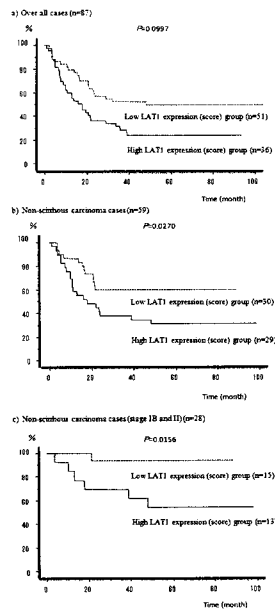 a) Over all cases (n=87)
%
P=0.0997
100
80
60
40
20
0
Low LAT1 expression (score) group (n=51)
High LAT1 expression (score) group (n=36)
0 20 40 60 80 100
Time (month)
b) Non-scirrhous carcinoma cases (n=59)
%
P=0.0270
100
80
60
40
20
0
Low LAT1 expression (score) group (n=30)
High LAT1 expression (score) group (n=29)
0 20 40 60 80 100
Time (month)
c) Non-scirrhous carcinoma cases (stage IB and II) (n=28)
%
P=0.0156
100
80
60
40
20
0
Low LAT1 expression (score) group (n=15)
High LAT1 expression (score) group (n=13)
0 20 40 60 80 100
Time (month)